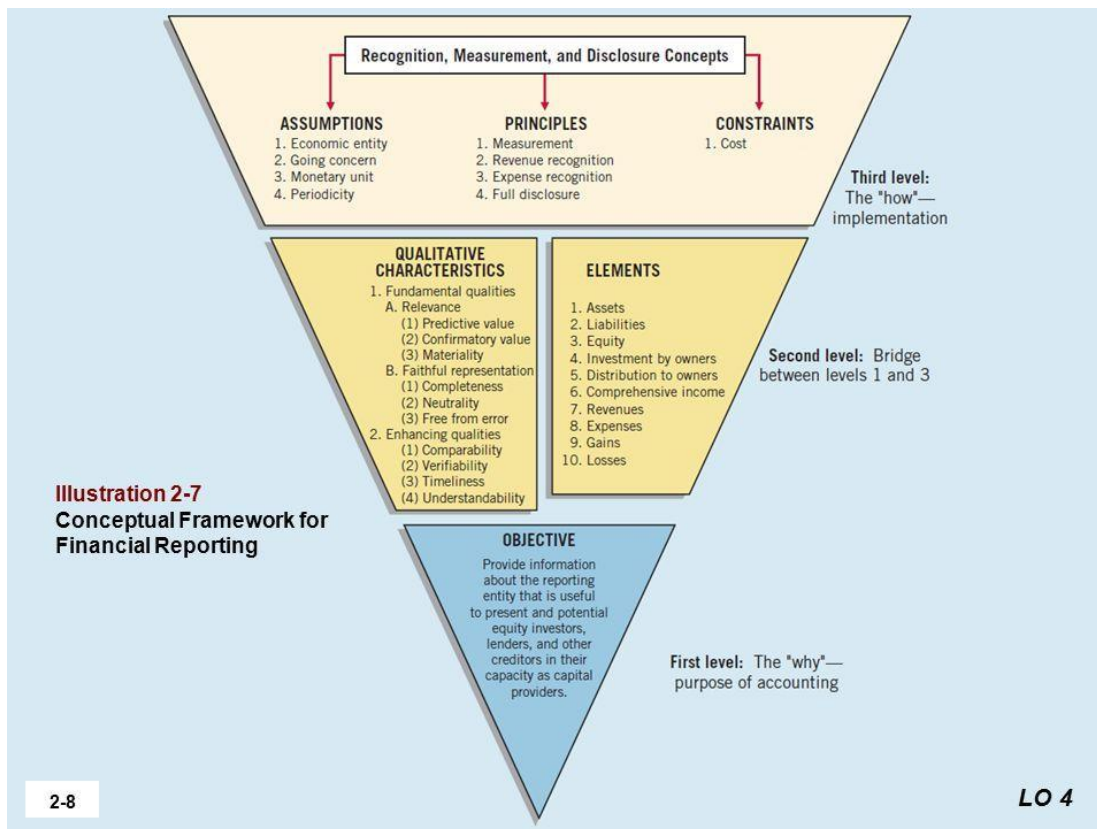 Recognition, Measurement, and Disclosure Concepts
ASSUMPTIONS
1. Economic entity
2. Going concern
3. Monetary unit
4. Periodicity
PRINCIPLES
1. Measurement
2. Revenue recognition
3. Expense recognition
4. Full disclosure
CONSTRAINTS
1. Cost
Third level:
The "how"—
implementation
QUALITATIVE
CHARACTERISTICS
1. Fundamental qualities
A. Relevance
(1) Predictive value
(2) Confirmatory value
(3) Materiality
B. Faithful representation
(1) Completeness
(2) Neutrality
(3) Free from error
2. Enhancing qualities
(1) Comparability
(2) Verifiability
(3) Timeliness
(4) Understandability
ELEMENTS
1. Assets
2. Liabilities
3. Equity
4. Investment by owners
5. Distribution to owners
6. Comprehensive income
7. Revenues
8. Expenses
9. Gains
10. Losses
Second level: Bridge
between levels 1 and 3
Illustration 2-7
Conceptual Framework for
Financial Reporting
OBJECTIVE
Provide information
about the reporting
entity that is useful
to present and potential
equity investors,
lenders, and other
creditors in their
capacity as capital
providers.
First level: The "why"—
purpose of accounting
2-8
LO 4